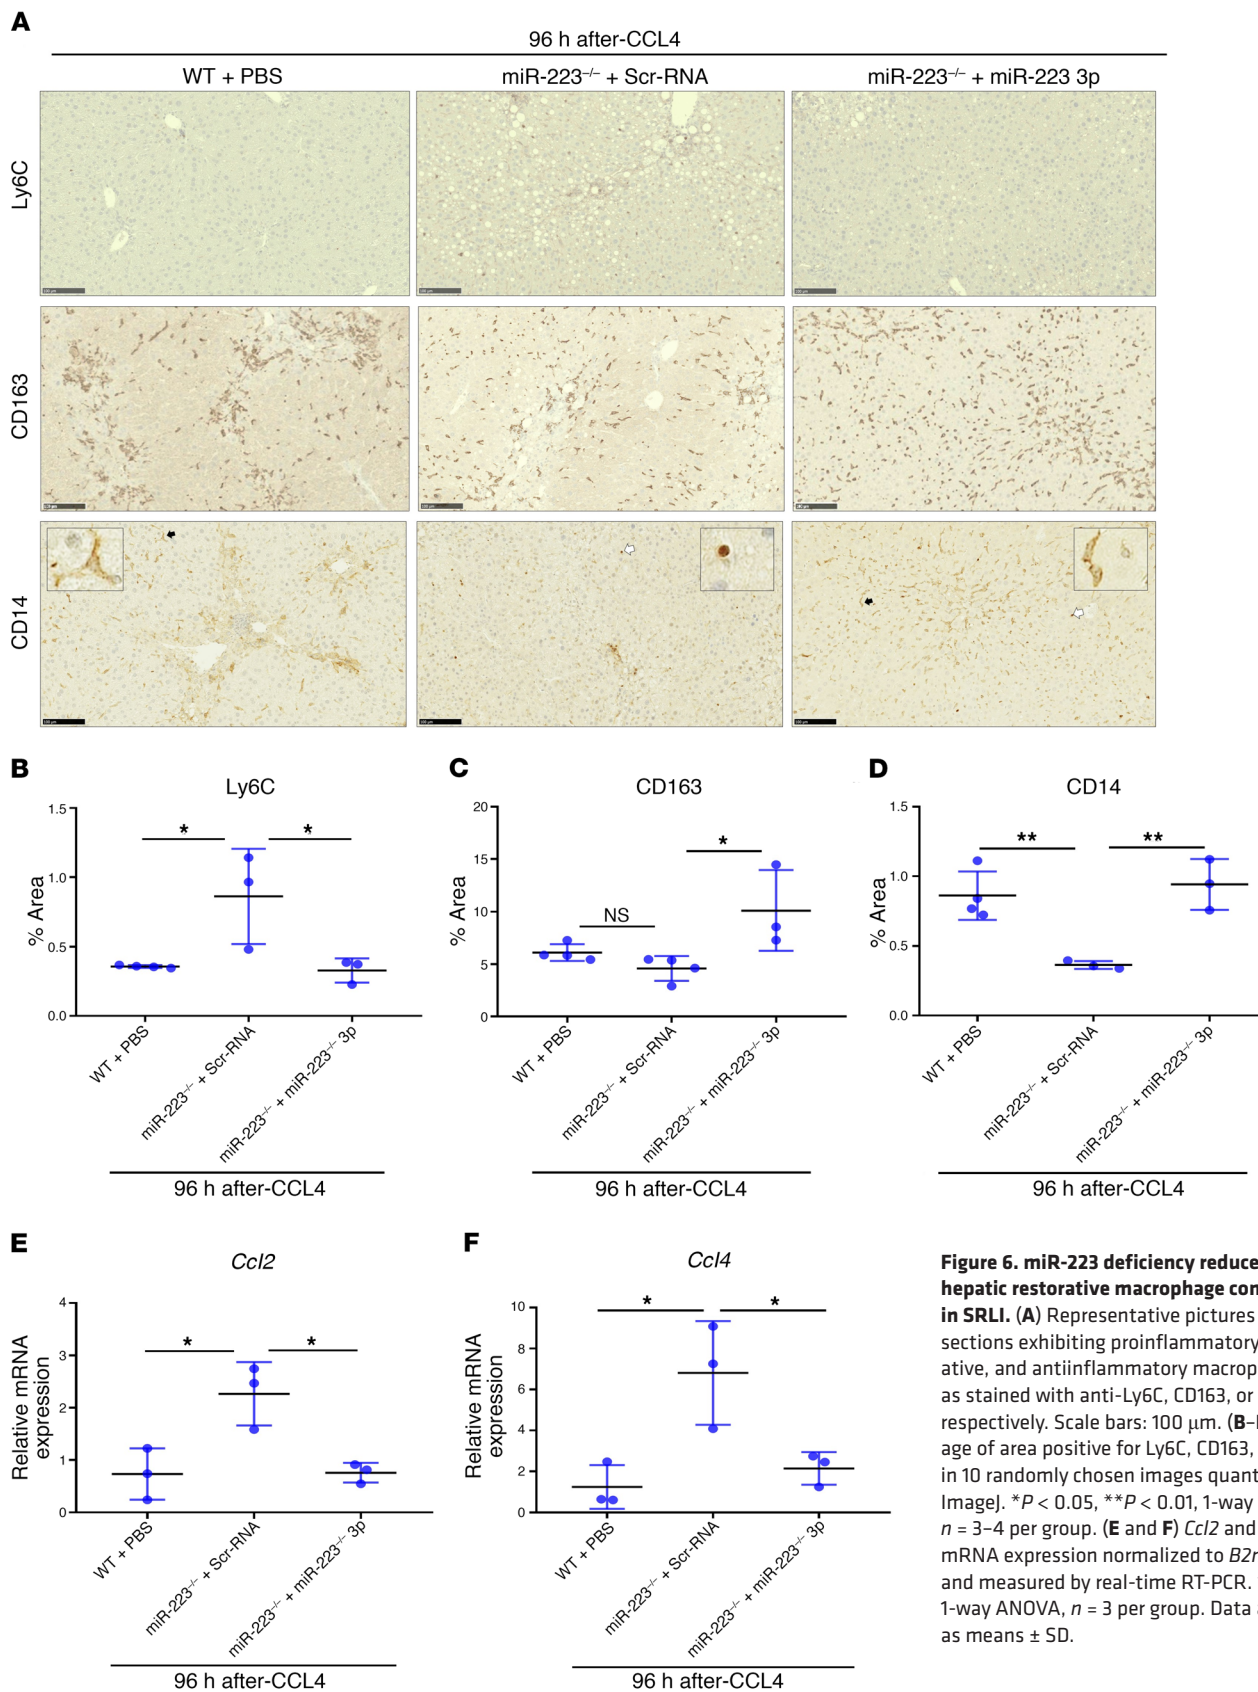 A
96 h after-CCL4
WT + PBS
miR-223–/– + Scr-RNA
miR-223–/– + miR-223 3p
Ly6C
CD163
CD14
B
Ly6C
% Area
1.5
1.0
0.5
0.0
*
*
WT + PBS
miR-223–/– + Scr-RNA
miR-223–/– + miR-223– 3p
96 h after-CCL4
C
CD163
% Area
20
15
10
5
0
NS
*
WT + PBS
miR-223–/– + Scr-RNA
miR-223–/– + miR-223– 3p
96 h after-CCL4
D
CD14
% Area
1.5
1.0
0.5
0.0
**
**
WT + PBS
miR-223–/– + Scr-RNA
miR-223–/– + miR-223– 3p
96 h after-CCL4
E
Ccl2
Relative mRNA
expression
4
3
2
1
0
*
*
WT + PBS
miR-223–/– + Scr-RNA
miR-223–/– + miR-223– 3p
96 h after-CCL4
F
Ccl4
Relative mRNA
expression
10
8
6
4
2
0
*
*
WT + PBS
miR-223–/– + Scr-RNA
miR-223–/– + miR-223– 3p
96 h after-CCL4
Figure 6. miR-223 deficiency reduce
hepatic restorative macrophage con
in SRLI. (A) Representative pictures
sections exhibiting proinflammatory
ative, and antiinflammatory macrop
as stained with anti-Ly6C, CD163, or
respectively. Scale bars: 100 μm. (B–
age of area positive for Ly6C, CD163,
in 10 randomly chosen images quant
ImageJ. *P < 0.05, **P < 0.01, 1-way
n = 3–4 per group. (E and F) Ccl2 and
mRNA expression normalized to B2
and measured by real-time RT-PCR.
1-way ANOVA, n = 3 per group. Data
as means ± SD.